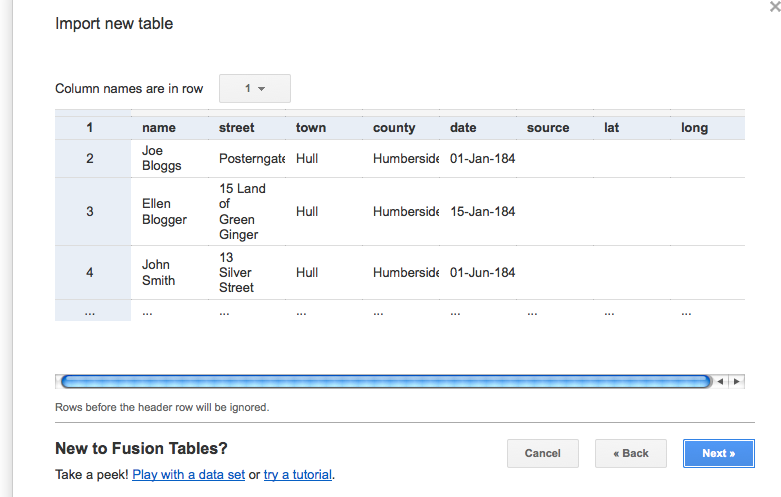 Import new table
Column names are in row 1
1 name street town county date source lat long
2 Joe Bloggs Posterngate Hull Humberside 01-Jan-184
3 Ellen Blogger 15 Land of Green Ginger Hull Humberside 15-Jan-184
4 John Smith 13 Silver Street Hull Humberside 01-Jun-184
... ... ... ... ... ... ... ... ...
Rows before the header row will be ignored.
New to Fusion Tables?
Take a peek! Play with a data set or try a tutorial.
Cancel « Back Next »